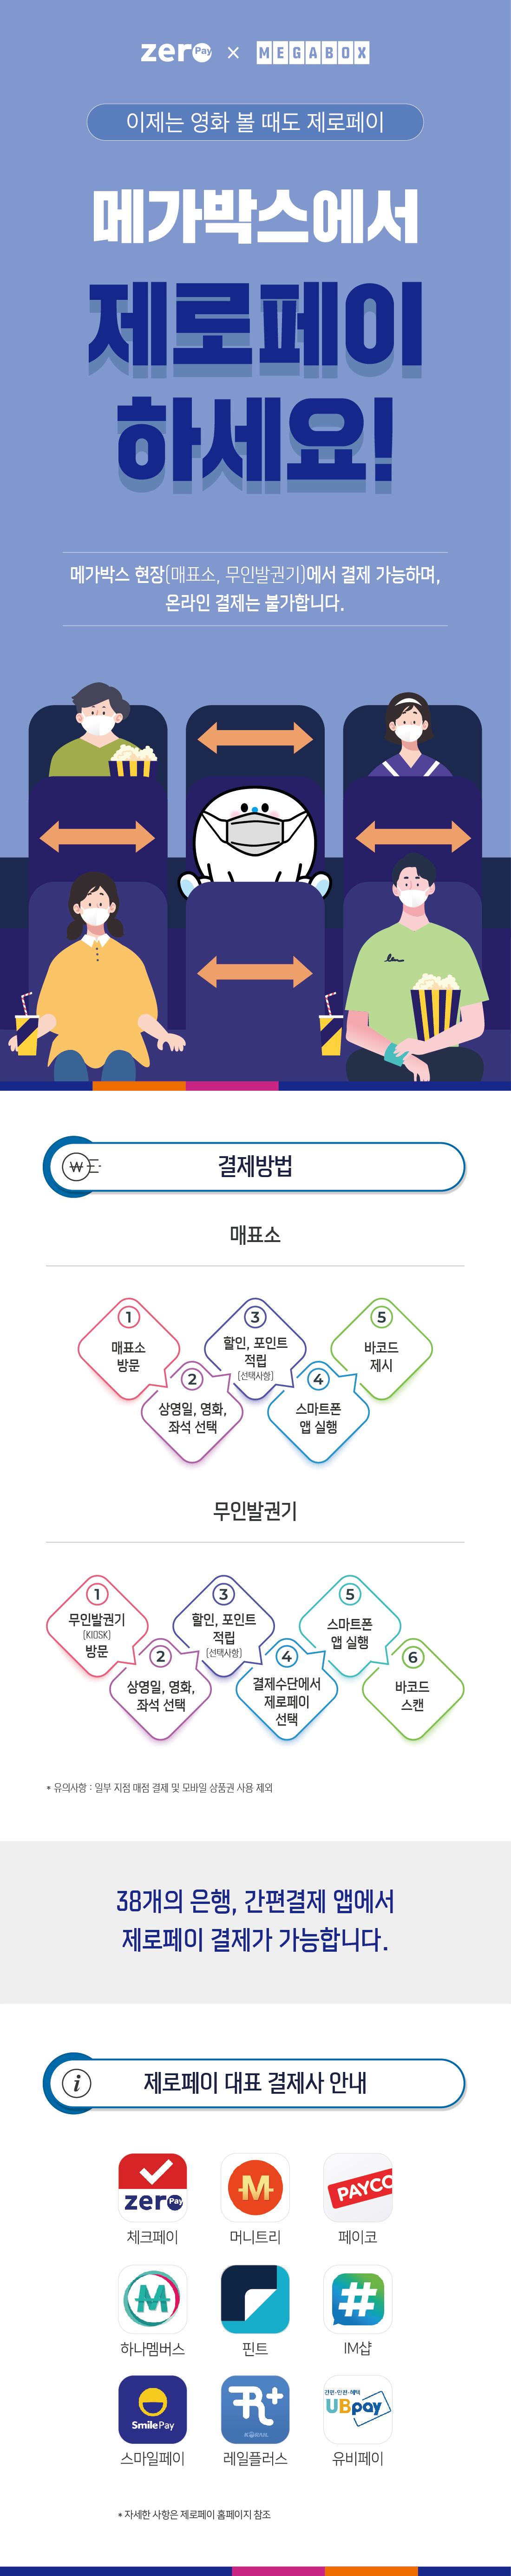 zero Pay × MEGABOX
이제는 영화 볼 때도 제로페이
메가박스에서
제로페이
하세요!
메가박스 현장(매표소, 무인발권기)에서 결제 가능하며,
온라인 결제는 불가합니다.
결제방법
매표소
1
매표소
방문
2
상영일, 영화,
좌석 선택
3
할인, 포인트
적립
(선택사항)
4
스마트폰
앱 실행
5
바코드
제시
무인발권기
1
무인발권기
(KIOSK)
방문
2
상영일, 영화,
좌석 선택
3
할인, 포인트
적립
(선택사항)
4
결제수단에서
제로페이
선택
5
스마트폰
앱 실행
6
바코드
스캔
* 유의사항 : 일부 지점 매점 결제 및 모바일 상품권 사용 제외
38개의 은행, 간편결제 앱에서
제로페이 결제가 가능합니다.
제로페이 대표 결제사 안내
zero Pay
체크페이
M
머니트리
PAYCO
페이코
M
하나멤버스
핀트
#
IM샵
Smile Pay
스마일페이
R+
레일플러스
간편·안전·혜택
UBpay
유비페이
* 자세한 사항은 제로페이 홈페이지 참조